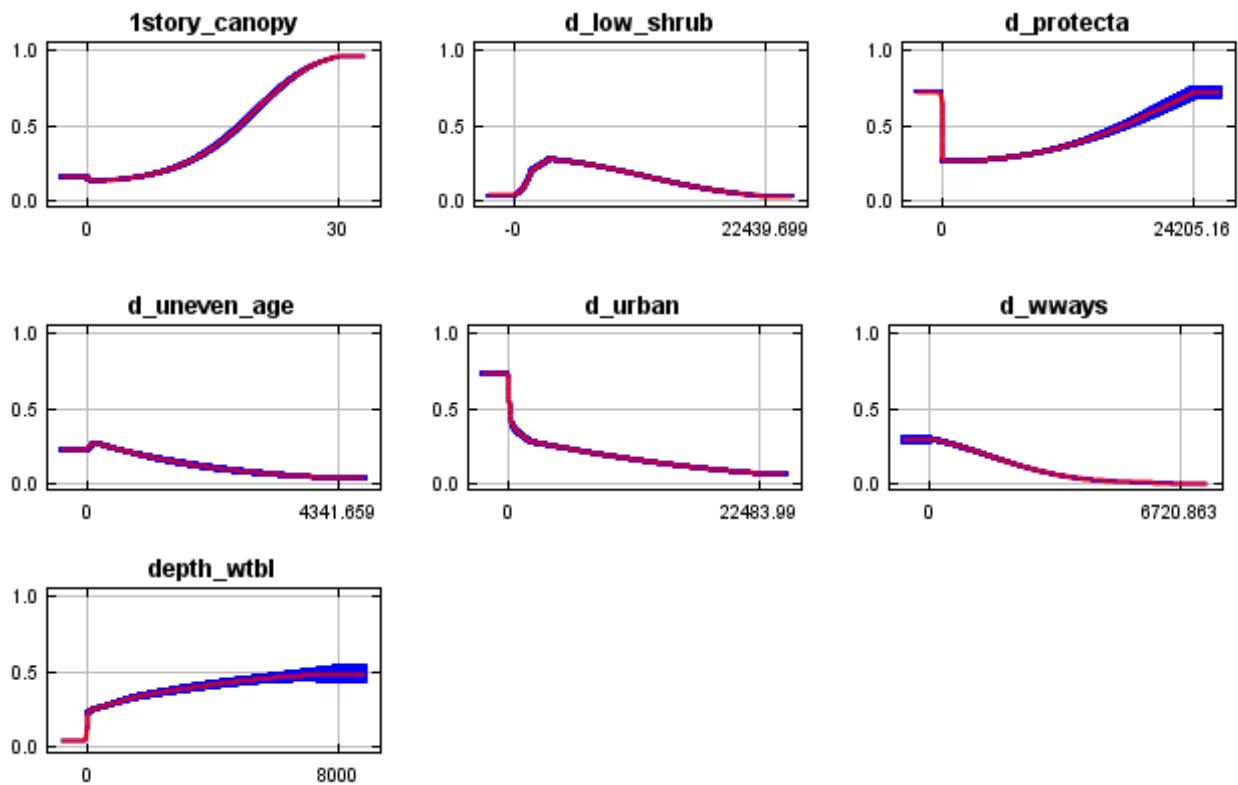 1story_canopy d_low_shrub d_protecta
1.0 1.0 1.0
0.5 0.5 0.5
0.0 0.0 0.0
0 30 -0 22439.699 0 24205.16
d_uneven_age d_urban d_wways
1.0 1.0 1.0
0.5 0.5 0.5
0.0 0.0 0.0
0 4341.659 0 22483.99 0 6720.863
depth_wtbl
1.0
0.5
0.0
0 8000